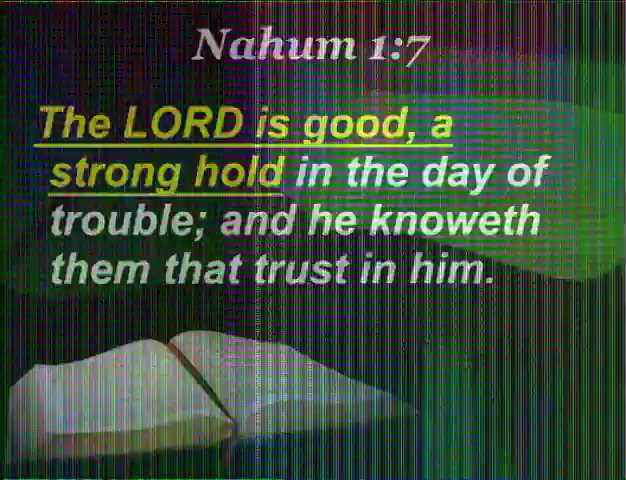 Nahum 1:7
The LORD is good, a
strong hold in the day of
trouble; and he knoweth
them that trust in him.